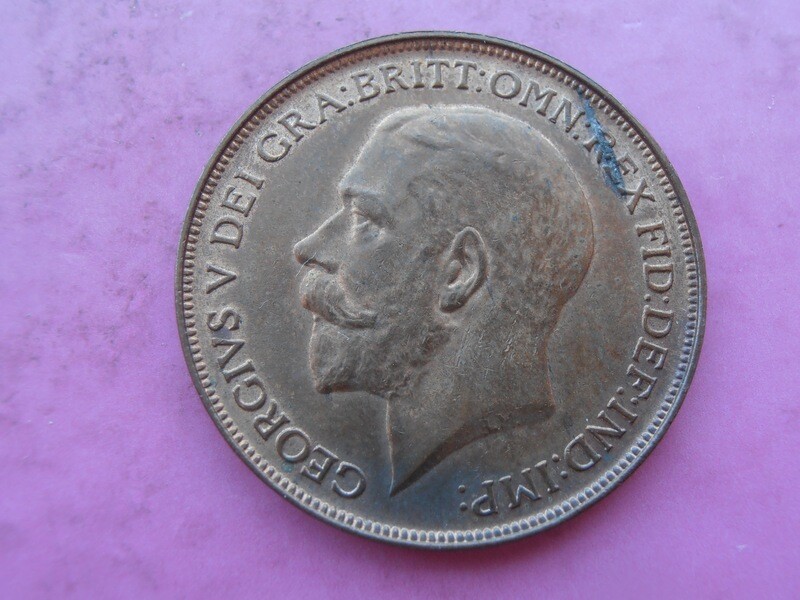 GEORGIVS V DEI GRA:BRITT:OMN:REX FID:DEF:IND:IMP: